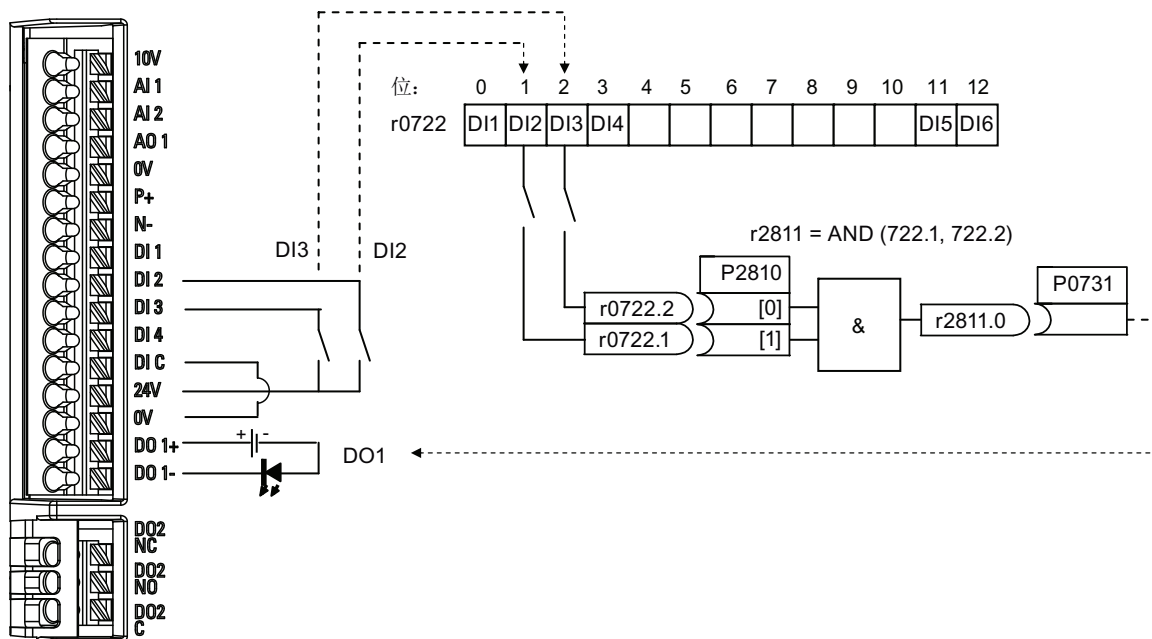 10V
AI 1
AI 2
AO 1
0V
P+
N-
DI 1
DI 2
DI 3
DI 4
DI C
24V
0V
DO 1+
DO 1-
DO2
NC
DO2
NO
DO2
C
DI3
DI2
+ -
DO1
位: 0 1 2 3 4 5 6 7 8 9 10 11 12
r0722 DI1 DI2 DI3 DI4 DI5 DI6
r2811 = AND (722.1, 722.2)
P2810
r0722.2 [0]
r0722.1 [1]
&
r2811.0
P0731